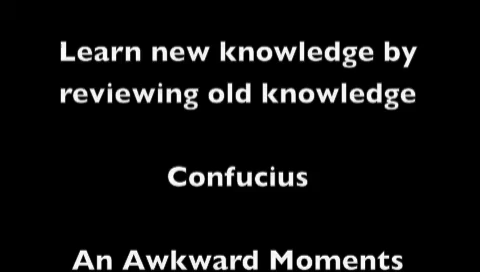 Learn new knowledge by
reviewing old knowledge
Confucius
An Awkward Moments